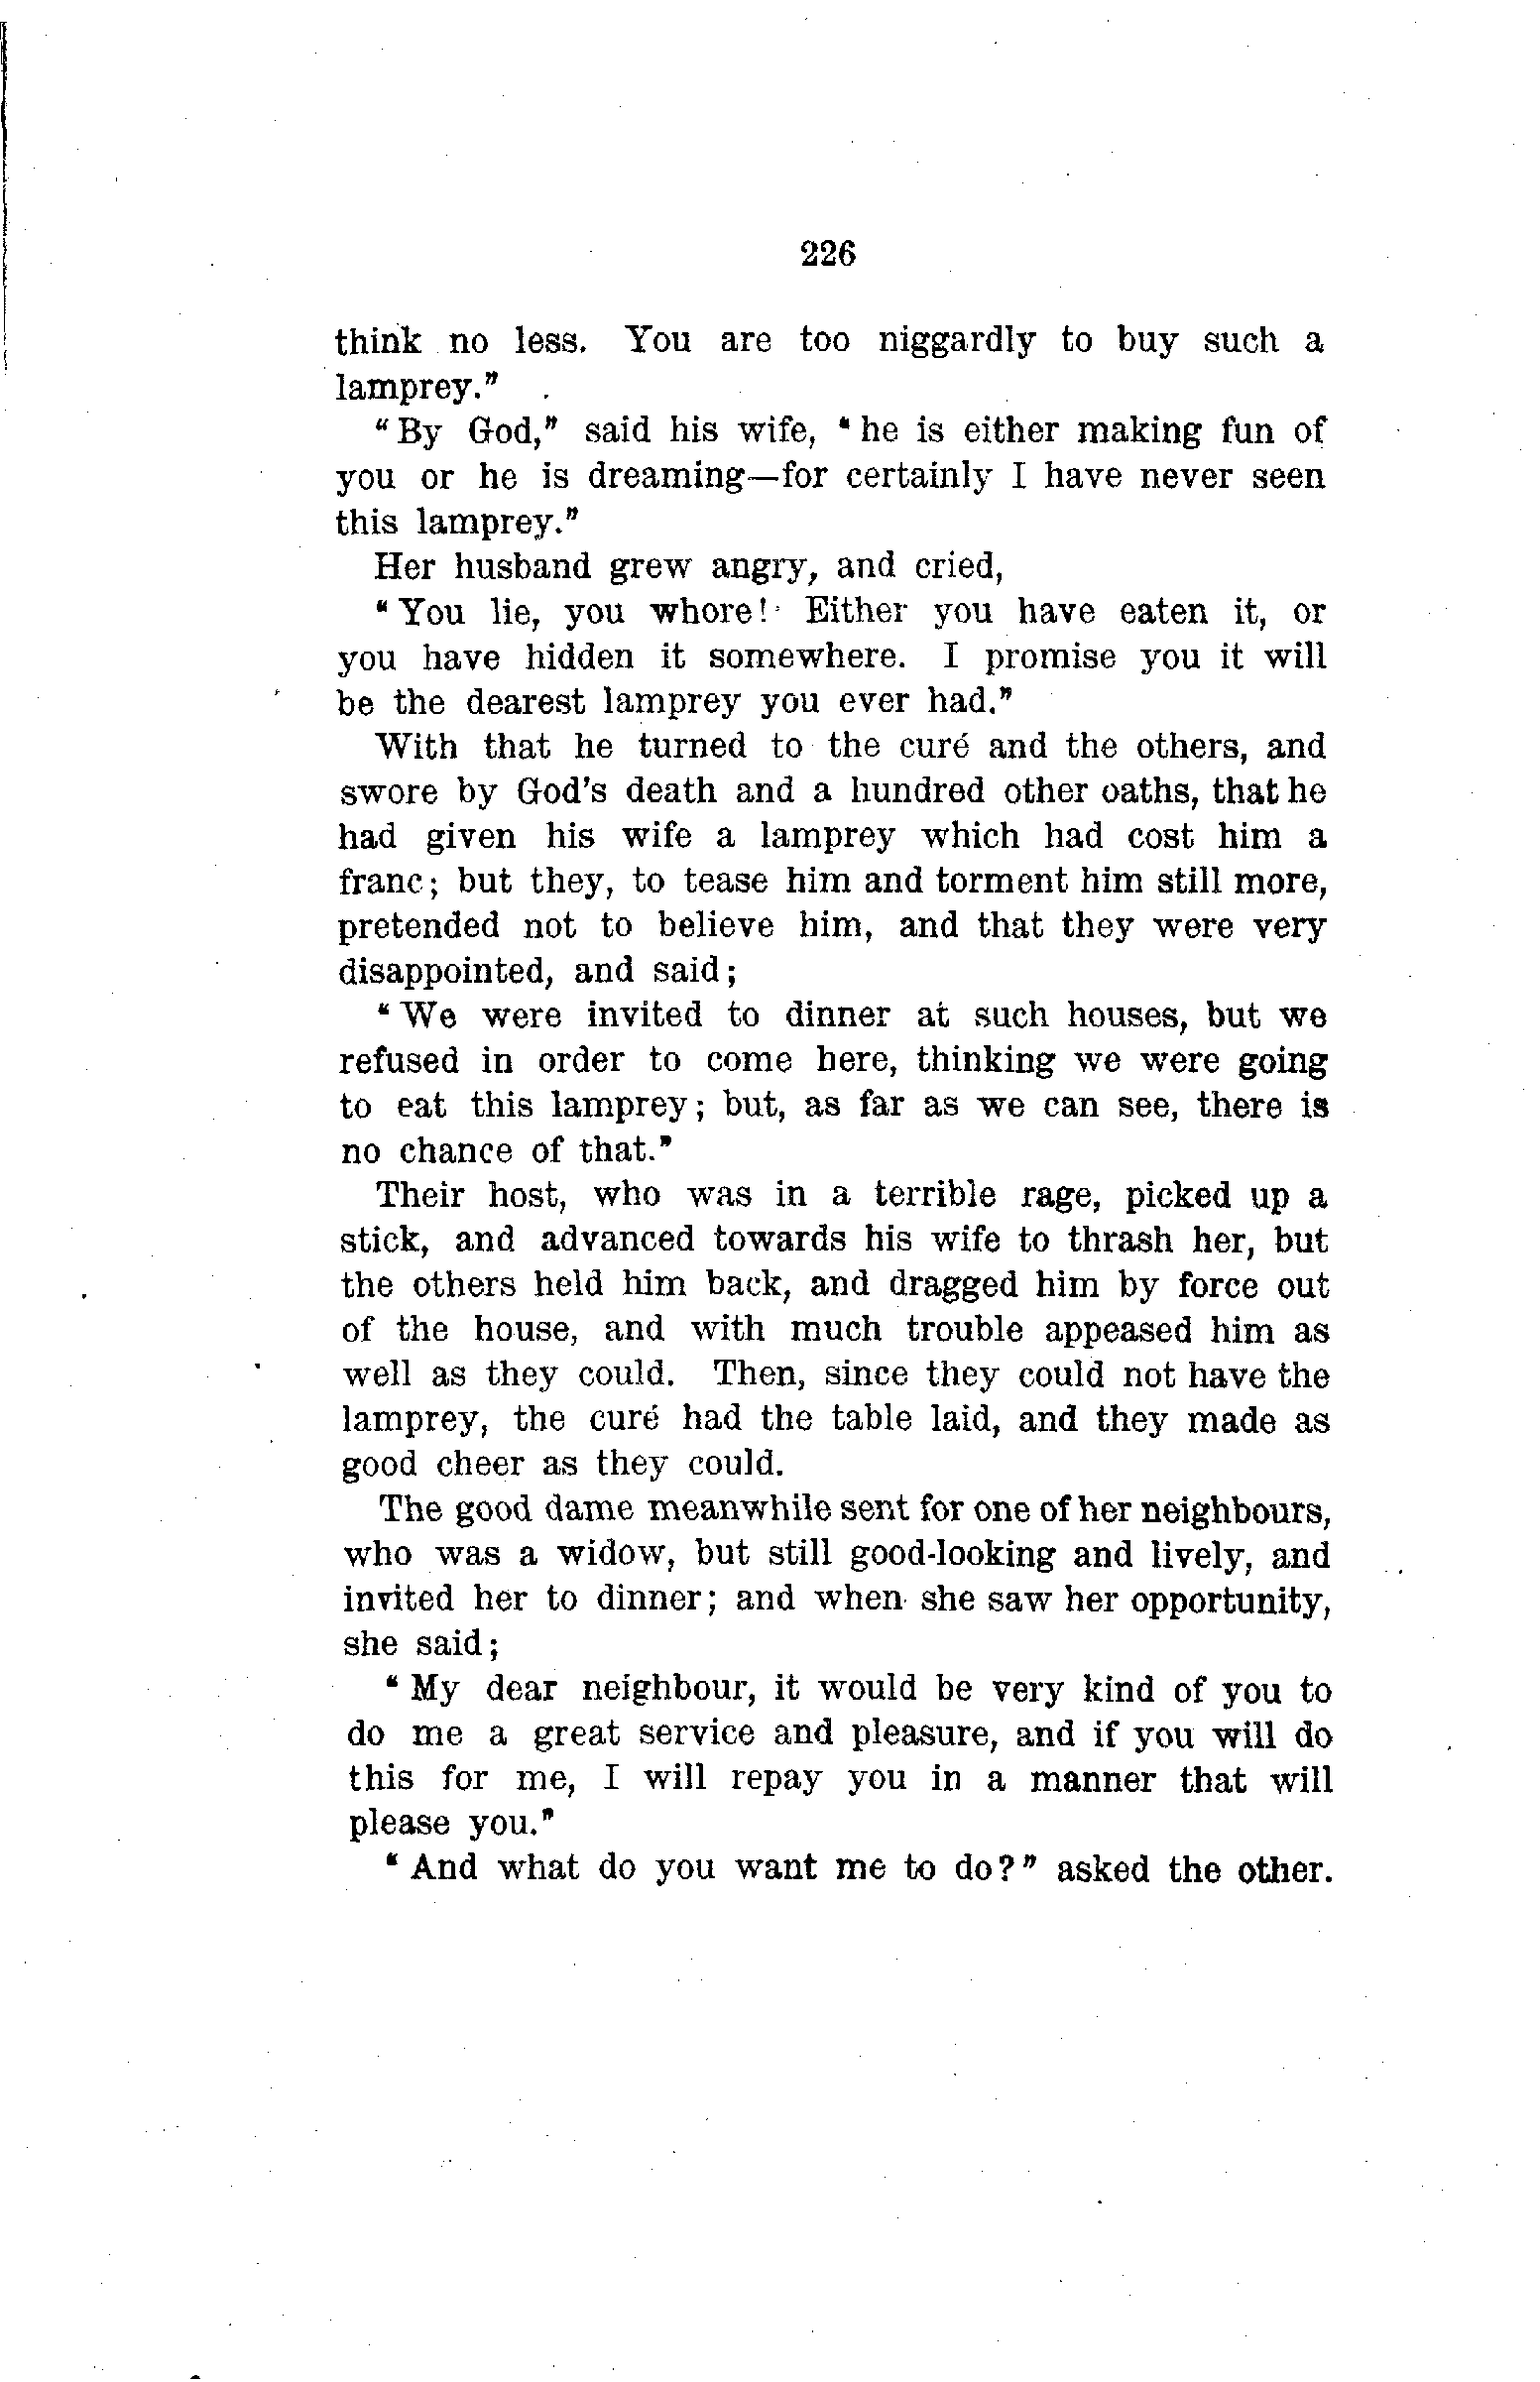 226
think no less. You are too niggardly to buy such a
lamprey."
"By God," said his wife, "he is either making fun of
you or he is dreaming—for certainly I have never seen
this lamprey."
Her husband grew angry, and cried,
"You lie, you whore! Either you have eaten it, or
you have hidden it somewhere. I promise you it will
be the dearest lamprey you ever had."
With that he turned to the curé and the others, and
swore by God's death and a hundred other oaths, that he
had given his wife a lamprey which had cost him a
franc; but they, to tease him and torment him still more,
pretended not to believe him, and that they were very
disappointed, and said;
"We were invited to dinner at such houses, but we
refused in order to come here, thinking we were going
to eat this lamprey; but, as far as we can see, there is
no chance of that."
Their host, who was in a terrible rage, picked up a
stick, and advanced towards his wife to thrash her, but
the others held him back, and dragged him by force out
of the house, and with much trouble appeased him as
well as they could. Then, since they could not have the
lamprey, the curé had the table laid, and they made as
good cheer as they could.
The good dame meanwhile sent for one of her neighbours,
who was a widow, but still good-looking and lively, and
invited her to dinner; and when she saw her opportunity,
she said;
"My dear neighbour, it would be very kind of you to
do me a great service and pleasure, and if you will do
this for me, I will repay you in a manner that will
please you."
"And what do you want me to do?" asked the other.